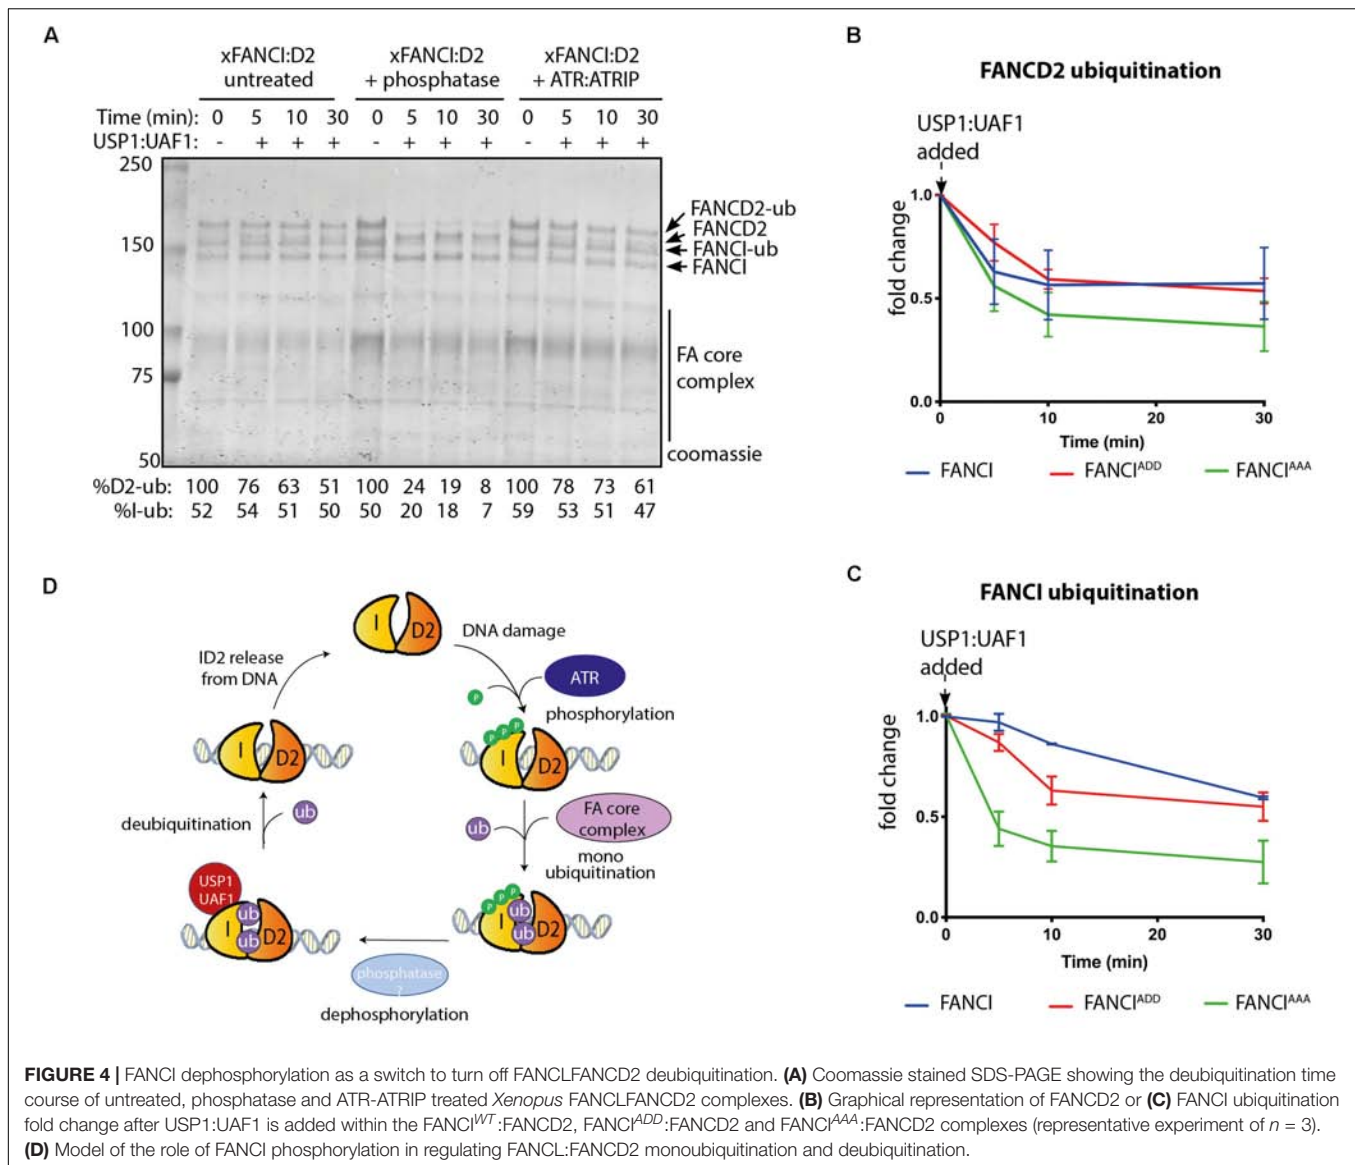 A
xFANCI:D2 untreated
xFANCI:D2 + phosphatase
xFANCI:D2 + ATR:ATRIP
Time (min): 0 5 10 30 0 5 10 30 0 5 10 30
USP1:UAF1: - + + + - + + + - + + +
250
150
100
75
50
FANCD2-ub
FANCD2
FANCI-ub
FANCI
FA core
complex
coomassie
%D2-ub: 100 76 63 51 100 24 19 8 100 78 73 61
%I-ub: 52 54 51 50 50 20 18 7 59 53 51 47
B
FANCD2 ubiquitination
USP1:UAF1
added
1.0
0.5
0.0
fold change
0 10 20 30
Time (min)
FANCI FANCI^ADD FANCI^AAA
C
FANCI ubiquitination
USP1:UAF1
added
1.0
0.5
0.0
fold change
0 10 20 30
Time (min)
FANCI FANCI^ADD FANCI^AAA
D
I D2
DNA damage
ATR
P
phosphorylation
P P P
I D2
FA core
complex
ub
mono
ubiquitination
P P P
I ub ub D2
phosphatase
?
dephosphorylation
USP1
UAF1
I ub ub D2
deubiquitination
ub
I D2
ID2 release
from DNA
FIGURE 4 | FANCI dephosphorylation as a switch to turn off FANCLFANCD2 deubiquitination. (A) Coomassie stained SDS-PAGE showing the deubiquitination time
course of untreated, phosphatase and ATR-ATRIP treated Xenopus FANCLFANCD2 complexes. (B) Graphical representation of FANCD2 or (C) FANCI ubiquitination
fold change after USP1:UAF1 is added within the FANCI^WT:FANCD2, FANCI^ADD:FANCD2 and FANCI^AAA:FANCD2 complexes (representative experiment of n = 3).
(D) Model of the role of FANCI phosphorylation in regulating FANCL:FANCD2 monoubiquitination and deubiquitination.